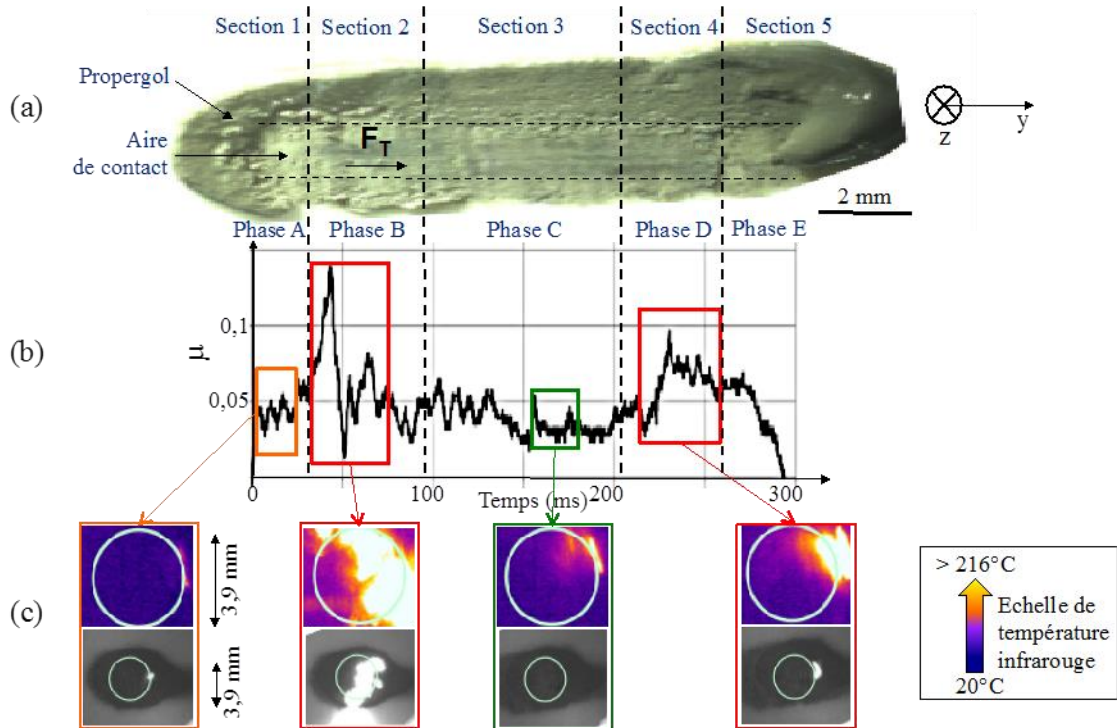 Section 1
Section 2
Section 3
Section 4
Section 5
(a)
Propergol
Aire
de contact
F_T
z
y
2 mm
Phase A
Phase B
Phase C
Phase D
Phase E
(b)
μ
0,1
0,05
0
100
Temps (ms)
200
300
(c)
3,9 mm
3,9 mm
> 216°C
Echelle de
température
infrarouge
20°C